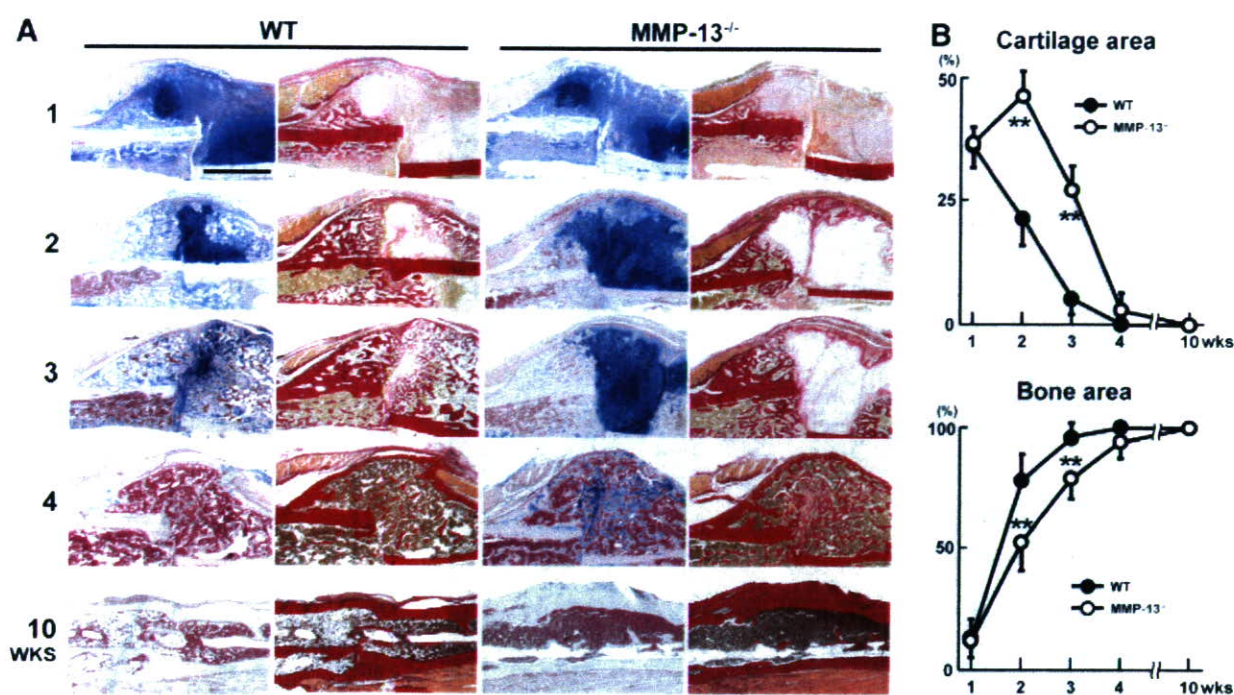 A
WT
MMP-13-/-
1
2
3
4
10
WKS
B
Cartilage area
(%)
50
25
0
WT
MMP-13-
**
**
1 2 3 4 10 wks
Bone area
(%)
100
50
0
**
**
WT
MMP-13-
1 2 3 4 10 wks